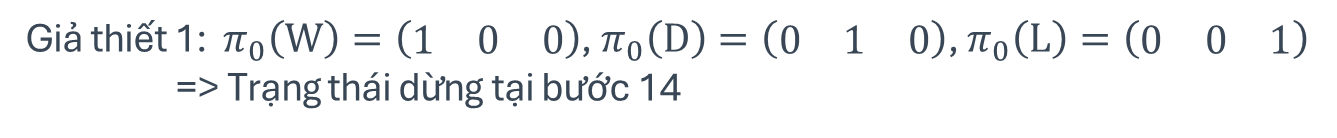 Giả thiết 1: π₀(W) = (1 0 0), π₀(D) = (0 1 0), π₀(L) = (0 0 1)
=> Trạng thái dừng tại bước 14